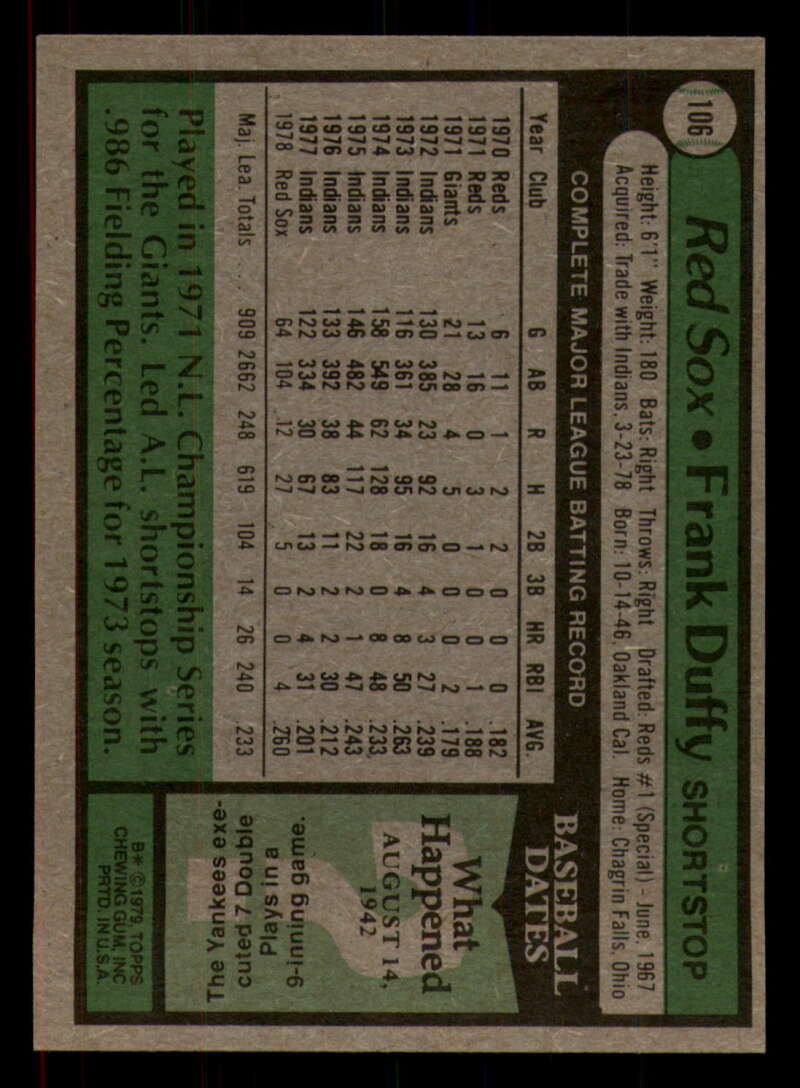 106
Red Sox • Frank Duffy SHORTSTOP
Height: 6'1" Weight: 180 Bats: Right Throws: Right Drafted: Reds #1 (Special) - June, 1967
Acquired: Trade with Indians, 3-23-78 Born: 10-14-46, Oakland Cal. Home: Chagrin Falls, Ohio
COMPLETE MAJOR LEAGUE BATTING RECORD
Year Club G AB R H 2B 3B HR RBI AVG.
1970 Reds 6 11 1 2 2 0 0 0 .182
1971 Reds 13 16 0 3 1 0 0 1 .188
1971 Giants 21 28 4 5 0 0 0 2 .179
1972 Indians 130 385 23 92 16 4 3 27 .239
1973 Indians 116 361 34 95 16 4 8 50 .263
1974 Indians 158 549 62 128 18 0 8 48 .233
1975 Indians 146 482 44 117 22 2 1 47 .243
1976 Indians 133 392 38 83 11 2 2 30 .212
1977 Indians 122 334 30 67 13 2 4 31 .201
1978 Red Sox 64 104 12 27 5 0 0 4 .260
Maj. Lea. Totals .... 909 2662 248 619 104 14 26 240 .233
Played in 1971 N.L. Championship Series
for the Giants. Led A.L. shortstops with
.986 Fielding Percentage for 1973 season.
BASEBALL
DATES
What
Happened
AUGUST 14,
1942
The Yankees exe-
cuted 7 Double
Plays in a
9-inning game.
B* ©1979 TOPPS
CHEWING GUM, INC
PRTD. IN U.S.A.